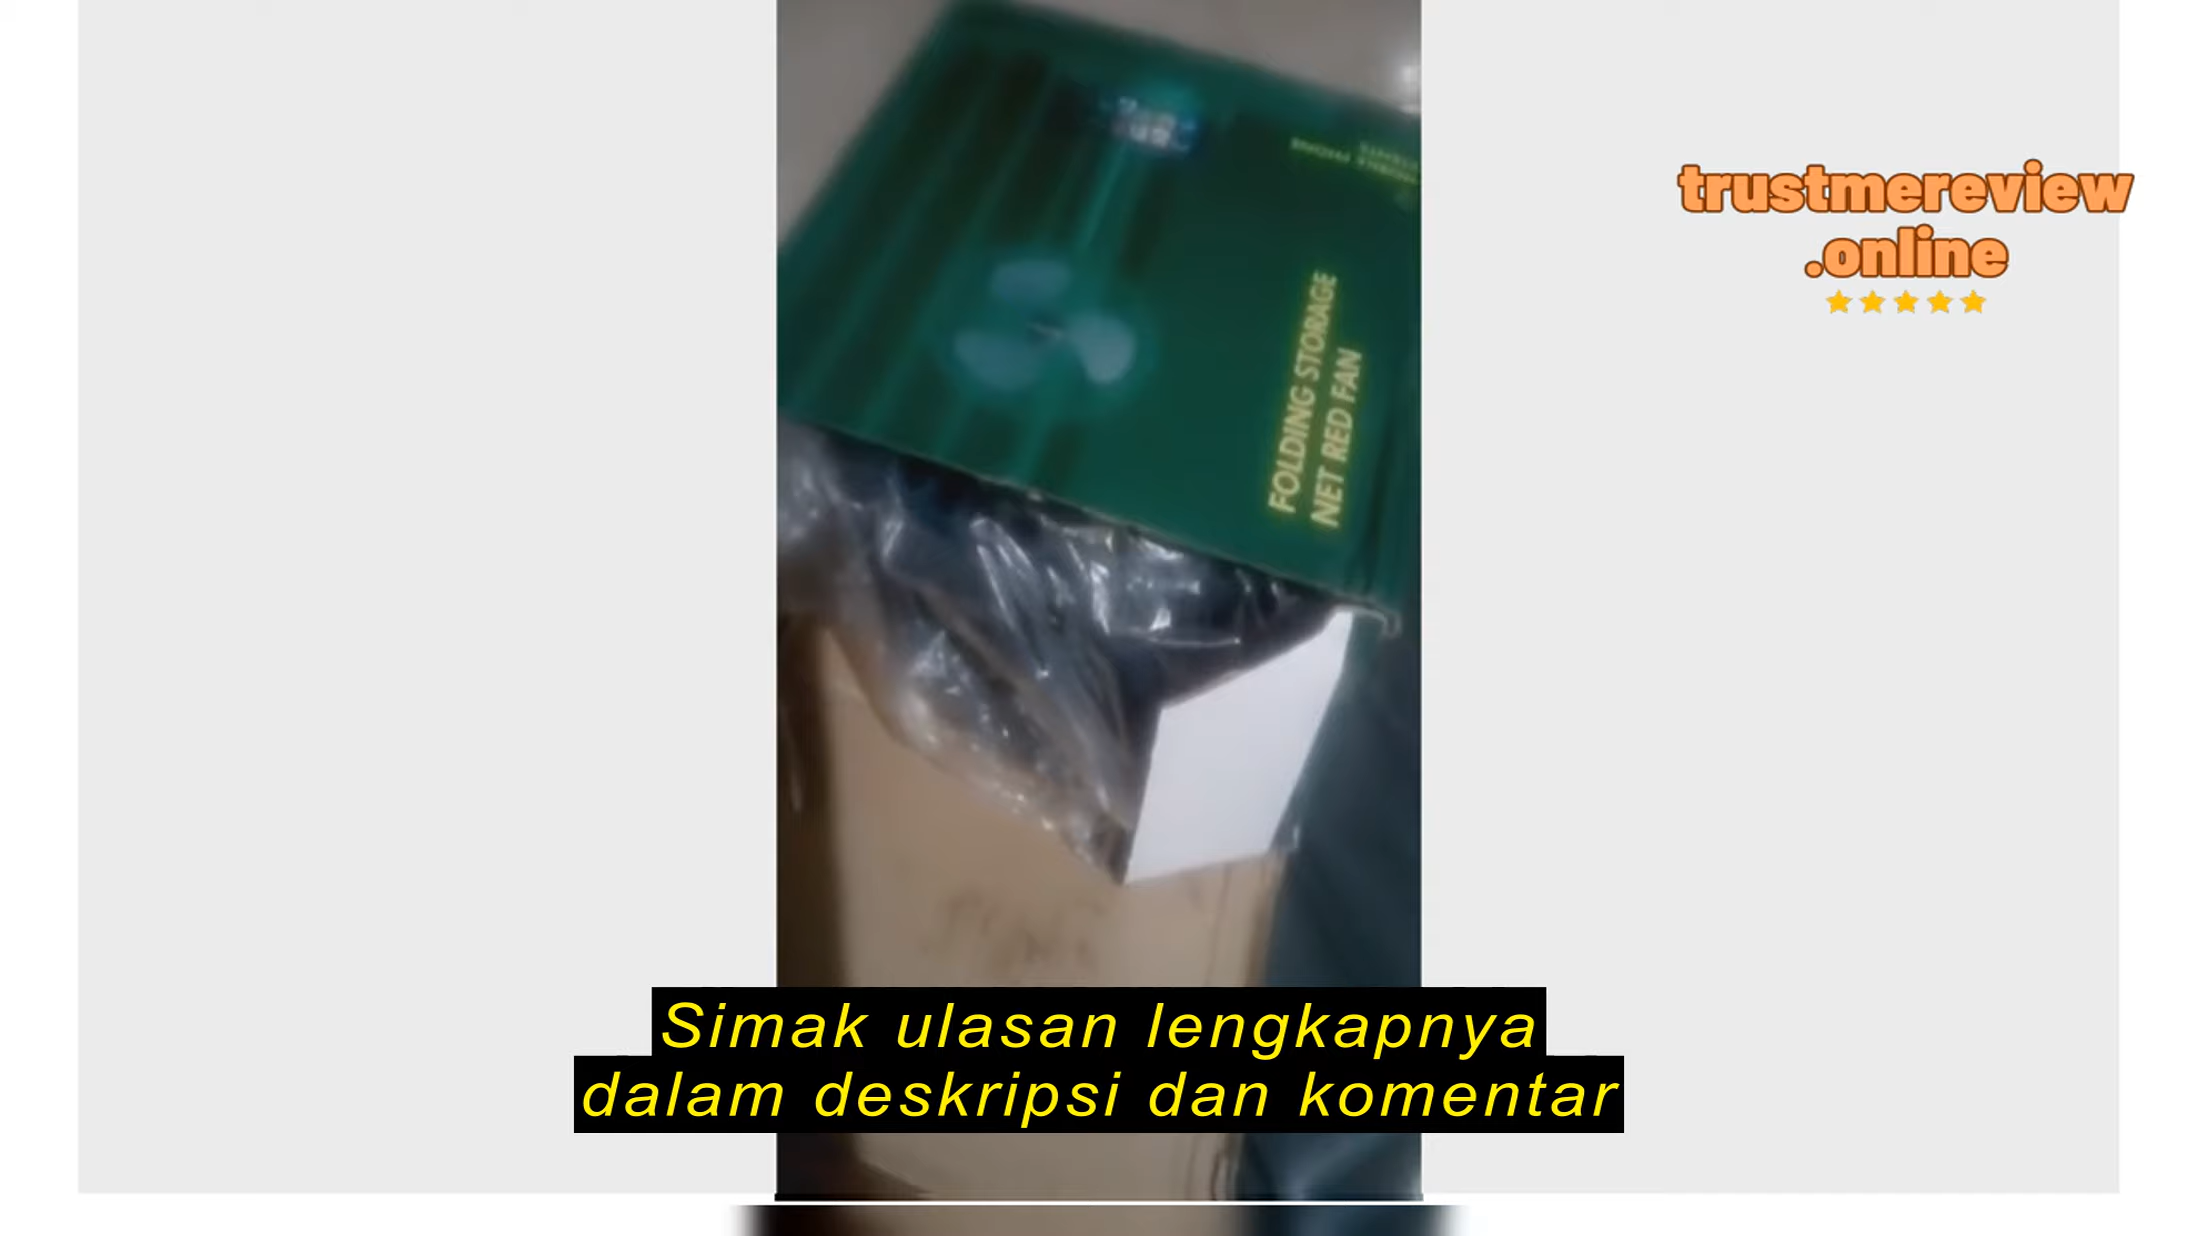 trustmereview
.online
FOLDING STORAGE
NET RED FAN
Simak ulasan lengkapnya
dalam deskripsi dan komentar